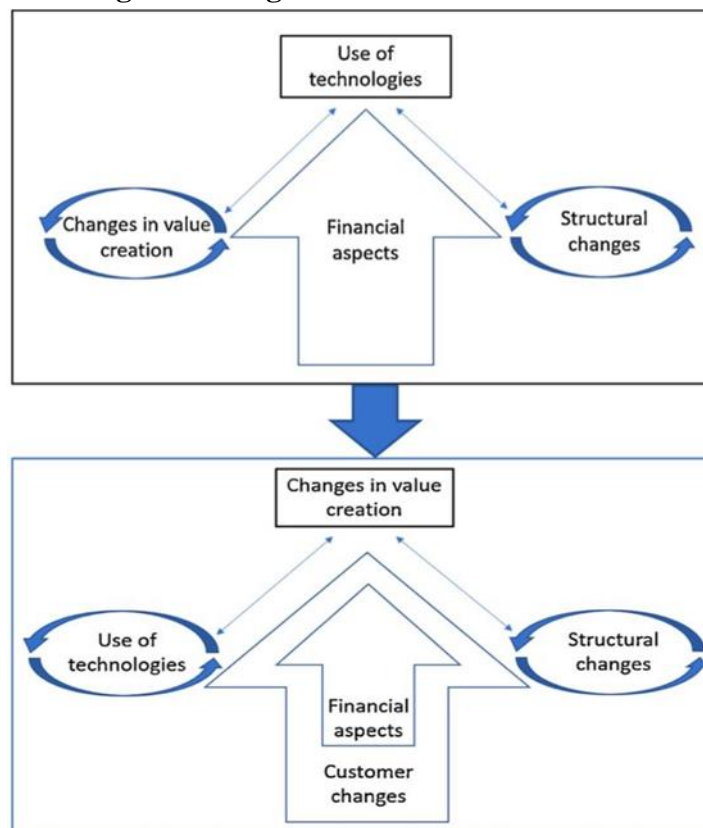 Use of
technologies
Changes in value
creation
Financial
aspects
Structural
changes
Changes in value
creation
Use of
technologies
Structural
changes
Financial
aspects
Customer
changes